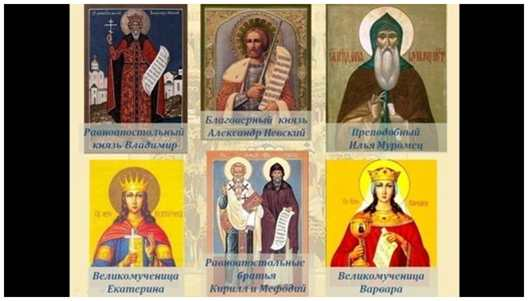 Равноапостольный
князь Владимир
Благоверный князь
Александр Невский
Преподобный
Илья Муромец
Великомученица
Екатерина
Равноапостольные
братья
Кирилл и Мефодий
Великомученица
Варвара